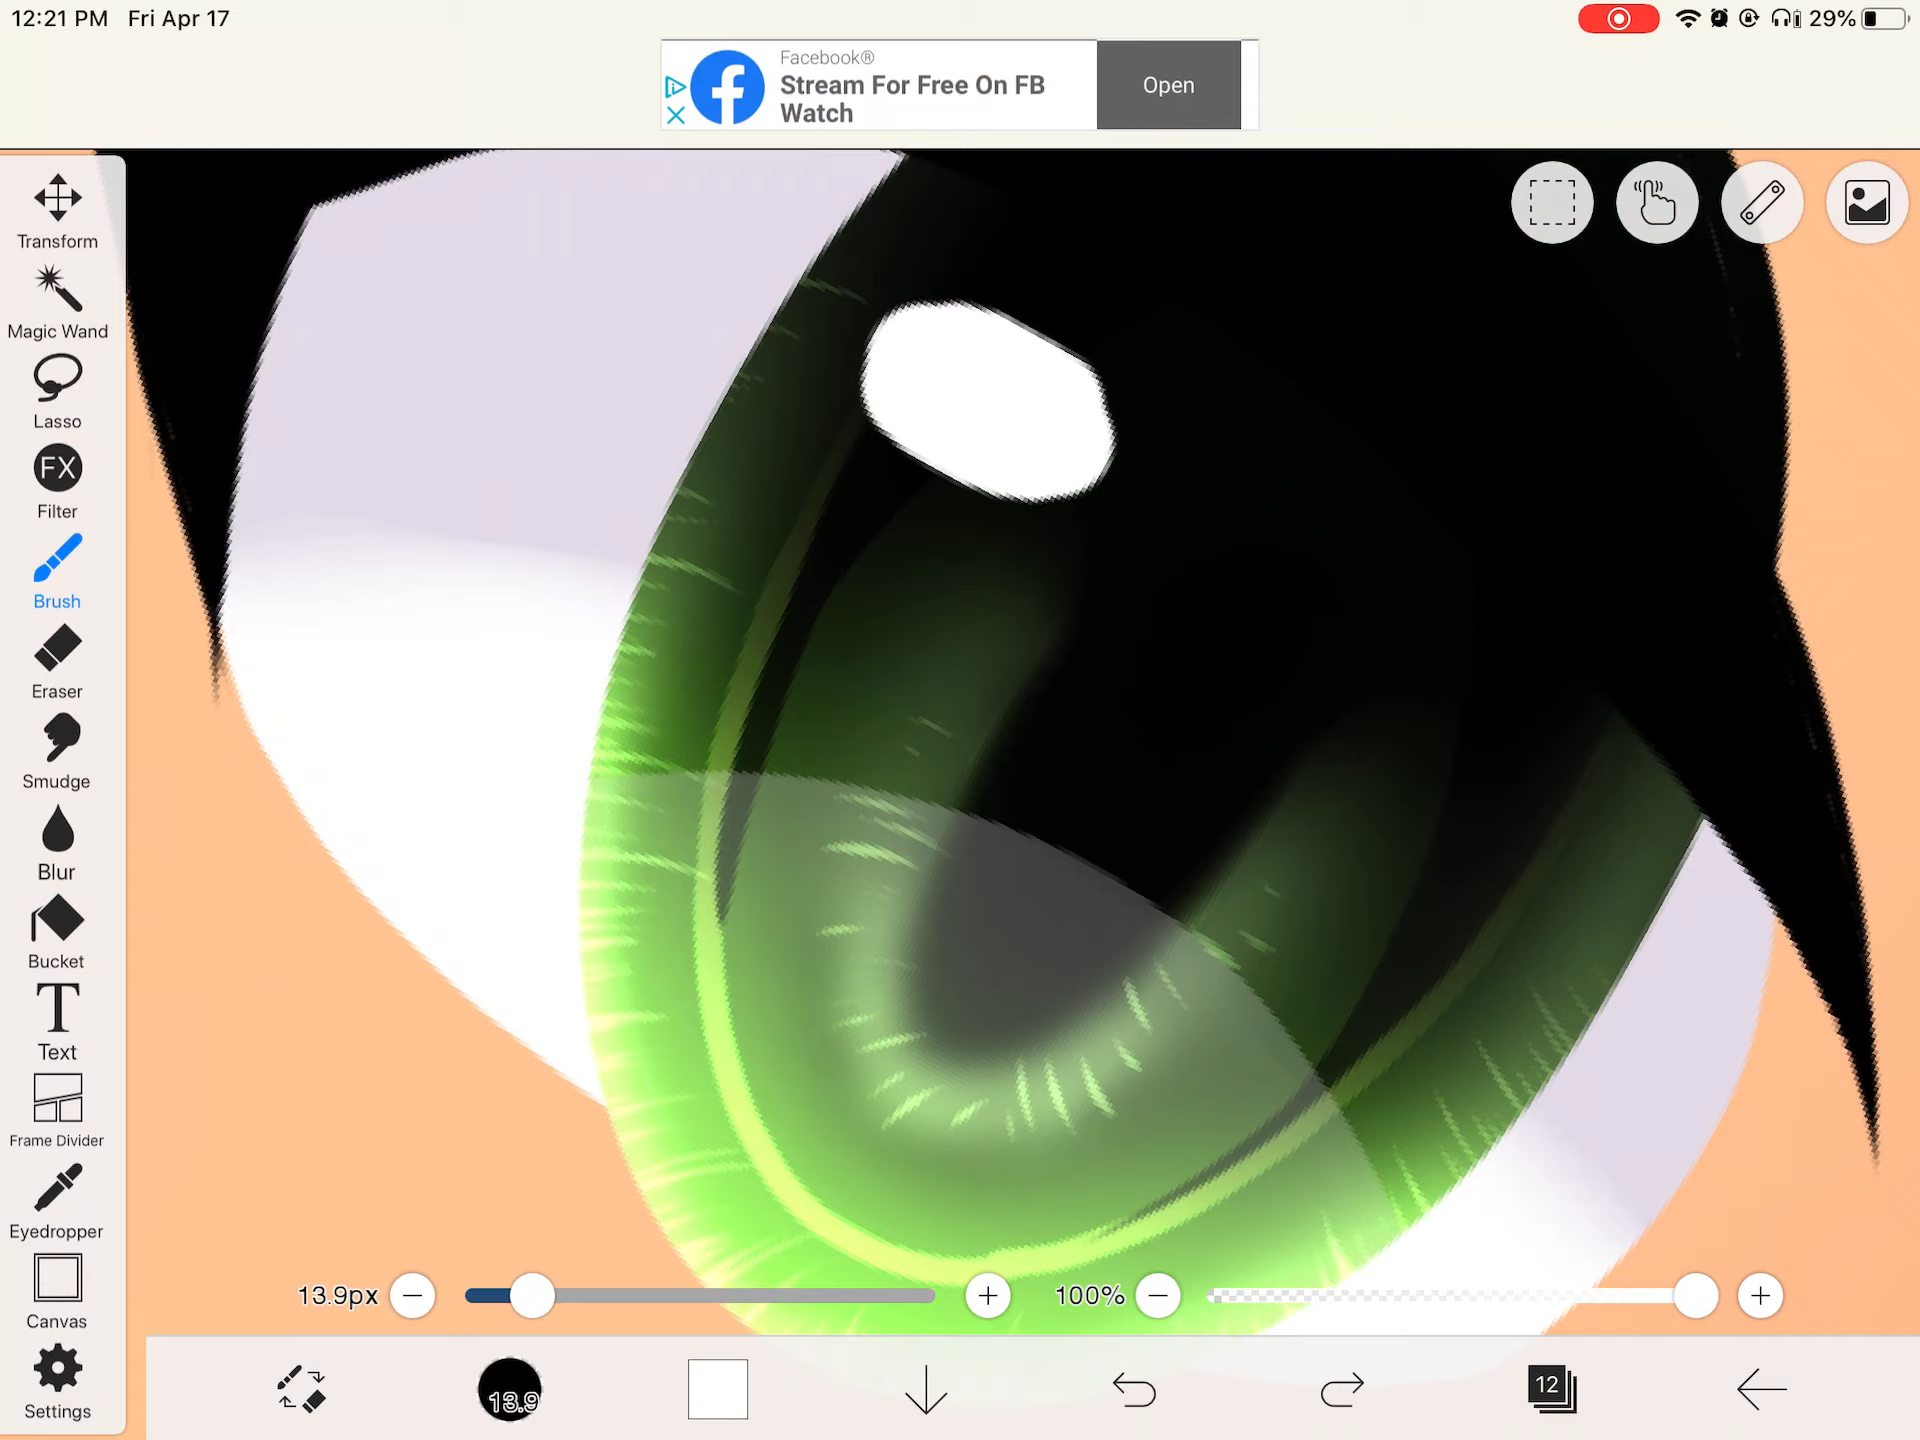 12:21 PM Fri Apr 17
29%
Facebook®
Stream For Free On FB
Watch
Open
Transform
Magic Wand
Lasso
FX
Filter
Brush
Eraser
Smudge
Blur
Bucket
T
Text
Frame Divider
Eyedropper
Canvas
Settings
13.9px
100%
13.9
12